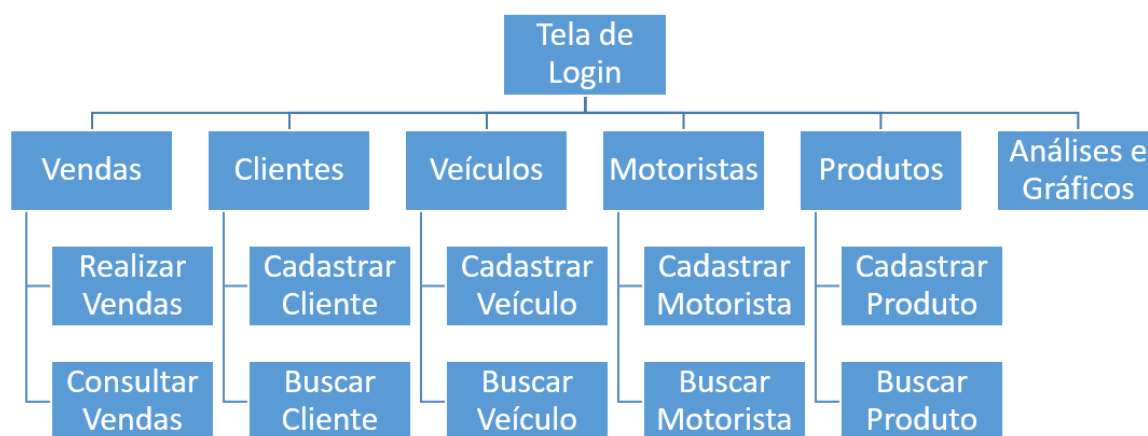 Tela de
Login
Vendas
Clientes
Veículos
Motoristas
Produtos
Análises e
Gráficos
Realizar
Vendas
Cadastrar
Cliente
Cadastrar
Veículo
Cadastrar
Motorista
Cadastrar
Produto
Consultar
Vendas
Buscar
Cliente
Buscar
Veículo
Buscar
Motorista
Buscar
Produto